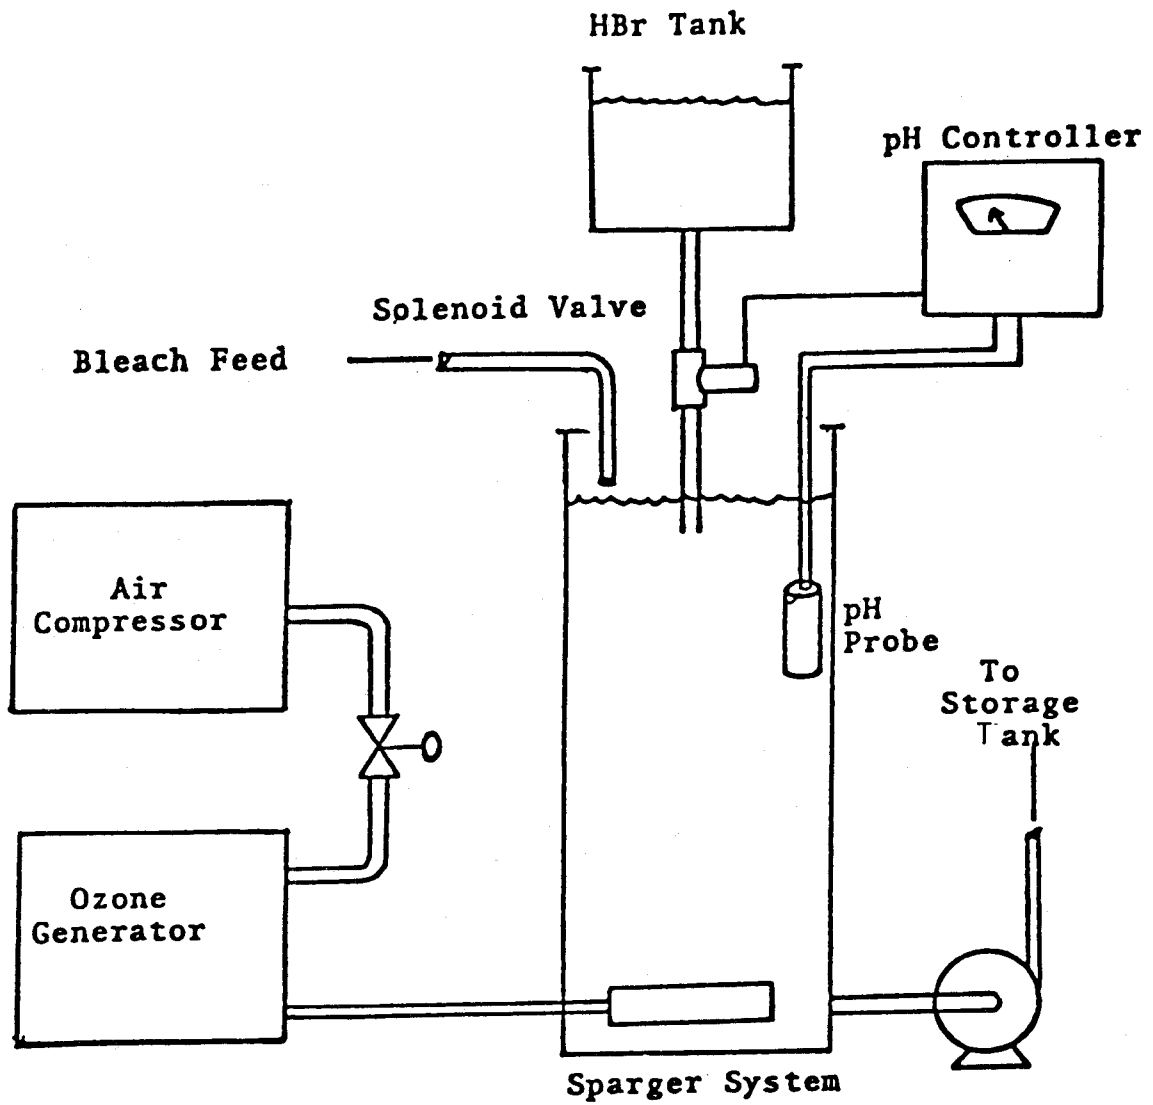 HBr Tank
pH Controller
Solenoid Valve
Bleach Feed
Air
Compressor
pH
Probe
To
Storage
Tank
Ozone
Generator
Sparger System